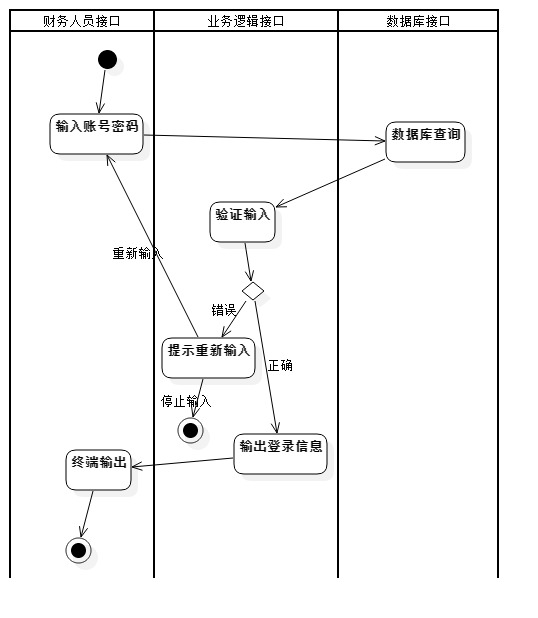 财务人员接口
业务逻辑接口
数据库接口
输入账号密码
数据库查询
验证输入
重新输入
错误
提示重新输入
正确
停止输入
输出登录信息
终端输出